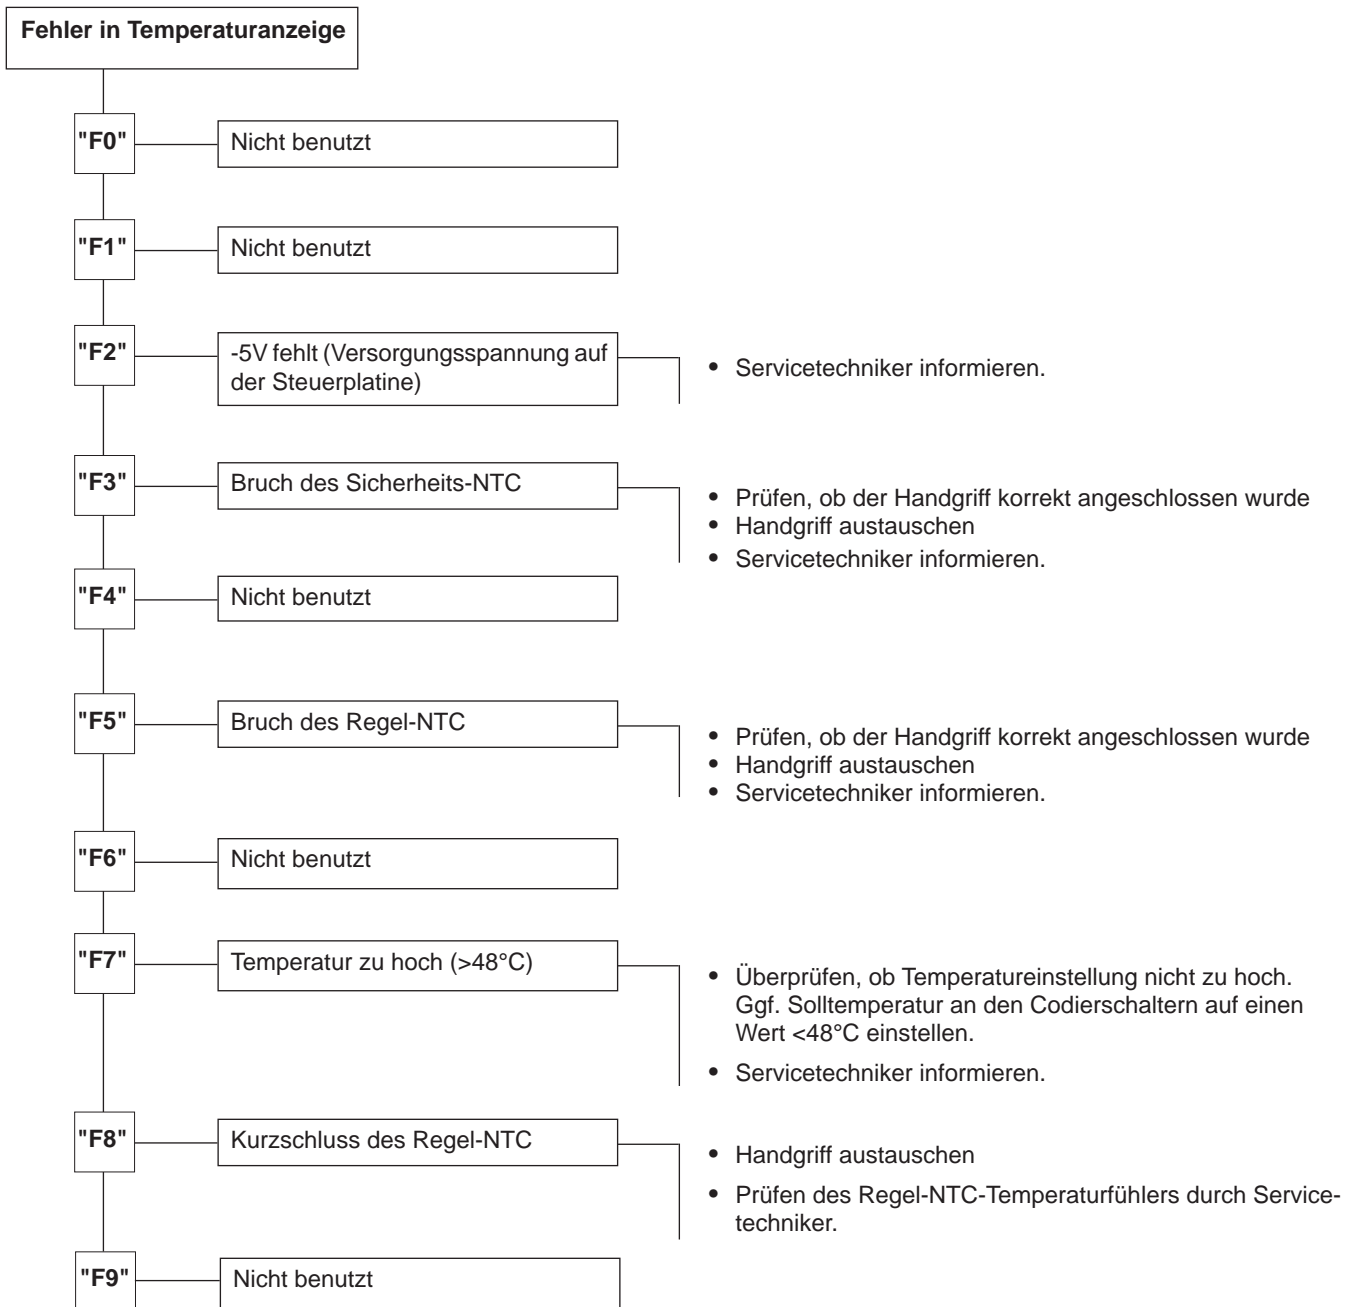 Fehler in Temperaturanzeige
"F0"
Nicht benutzt
"F1"
Nicht benutzt
"F2"
-5V fehlt (Versorgungsspannung auf
der Steuerplatine)
• Servicetechniker informieren.
"F3"
Bruch des Sicherheits-NTC
• Prüfen, ob der Handgriff korrekt angeschlossen wurde
• Handgriff austauschen
• Servicetechniker informieren.
"F4"
Nicht benutzt
"F5"
Bruch des Regel-NTC
• Prüfen, ob der Handgriff korrekt angeschlossen wurde
• Handgriff austauschen
• Servicetechniker informieren.
"F6"
Nicht benutzt
"F7"
Temperatur zu hoch (>48°C)
• Überprüfen, ob Temperatureinstellung nicht zu hoch.
Ggf. Solltemperatur an den Codierschaltern auf einen
Wert <48°C einstellen.
• Servicetechniker informieren.
"F8"
Kurzschluss des Regel-NTC
• Handgriff austauschen
• Prüfen des Regel-NTC-Temperaturfühlers durch Service-
techniker.
"F9"
Nicht benutzt